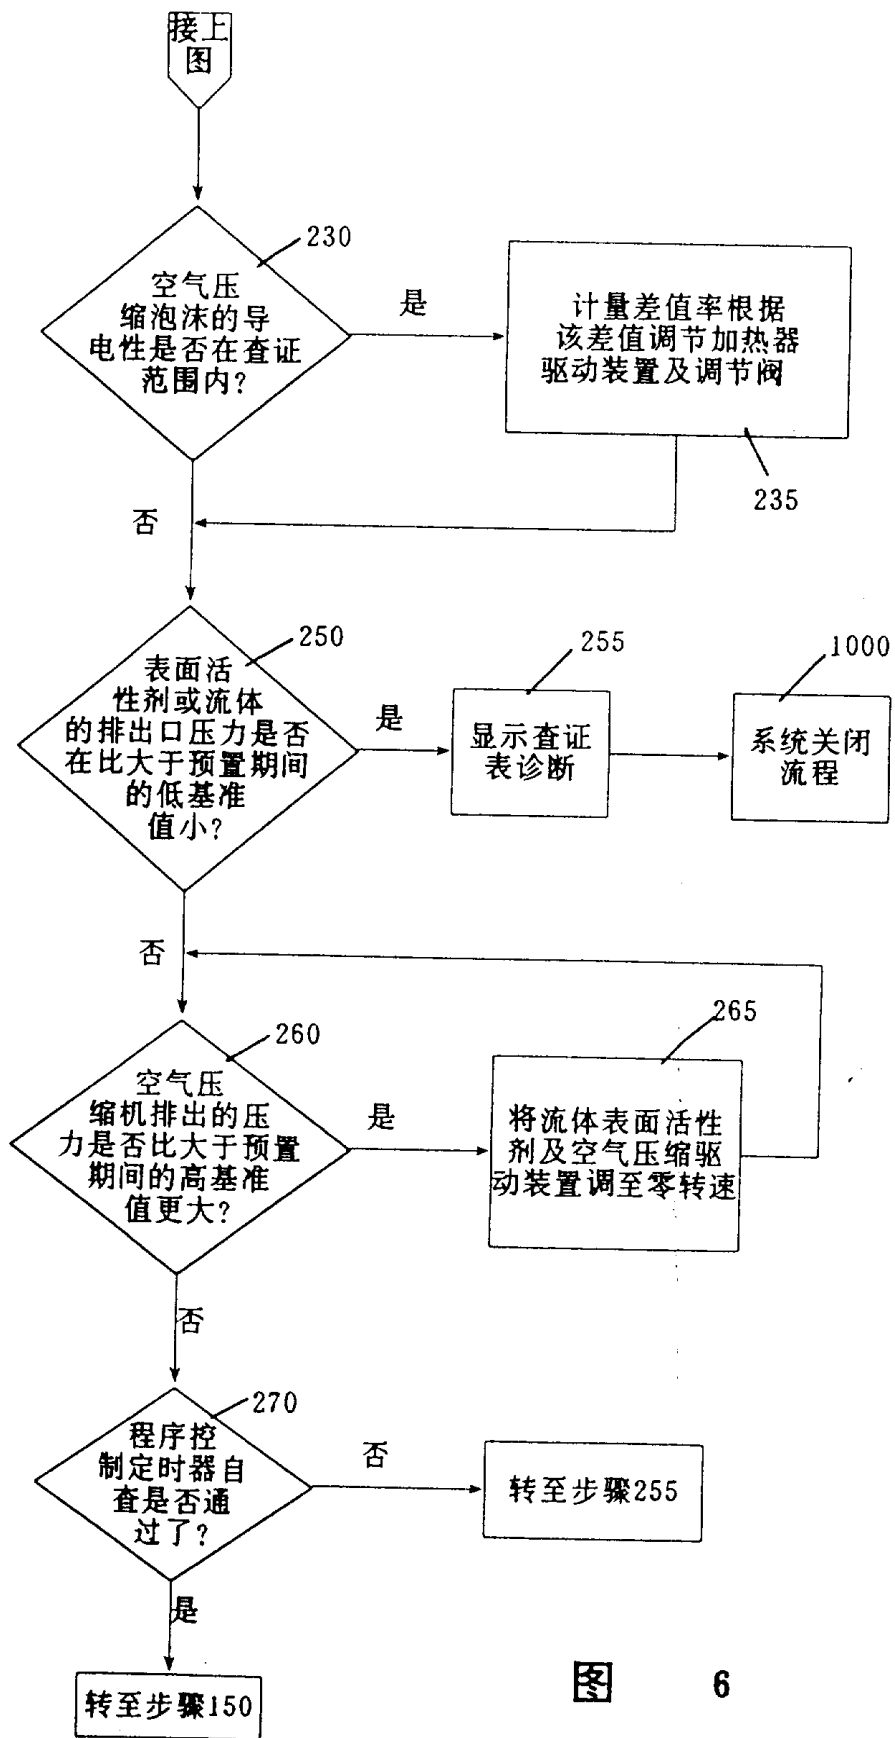 接上
图
230
空气压
缩泡沫的导
电性是否在查证
范围内?
是
计量差值率根据
该差值调节加热器
驱动装置及调节阀
235
否
250
表面活
性剂或流体
的排出口压力是否
在比大于预置期间
的低基准
值小?
是
255
显示查证
表诊断
1000
系统关闭
流程
否
260
空气压
缩机排出的压
力是否比大于预置
期间的高基准
值更大?
是
265
将流体表面活性
剂及空气压缩驱
动装置调至零转速
否
270
程序控
制定时器自
查是否通
过了?
否
转至步骤255
是
转至步骤150
图 6